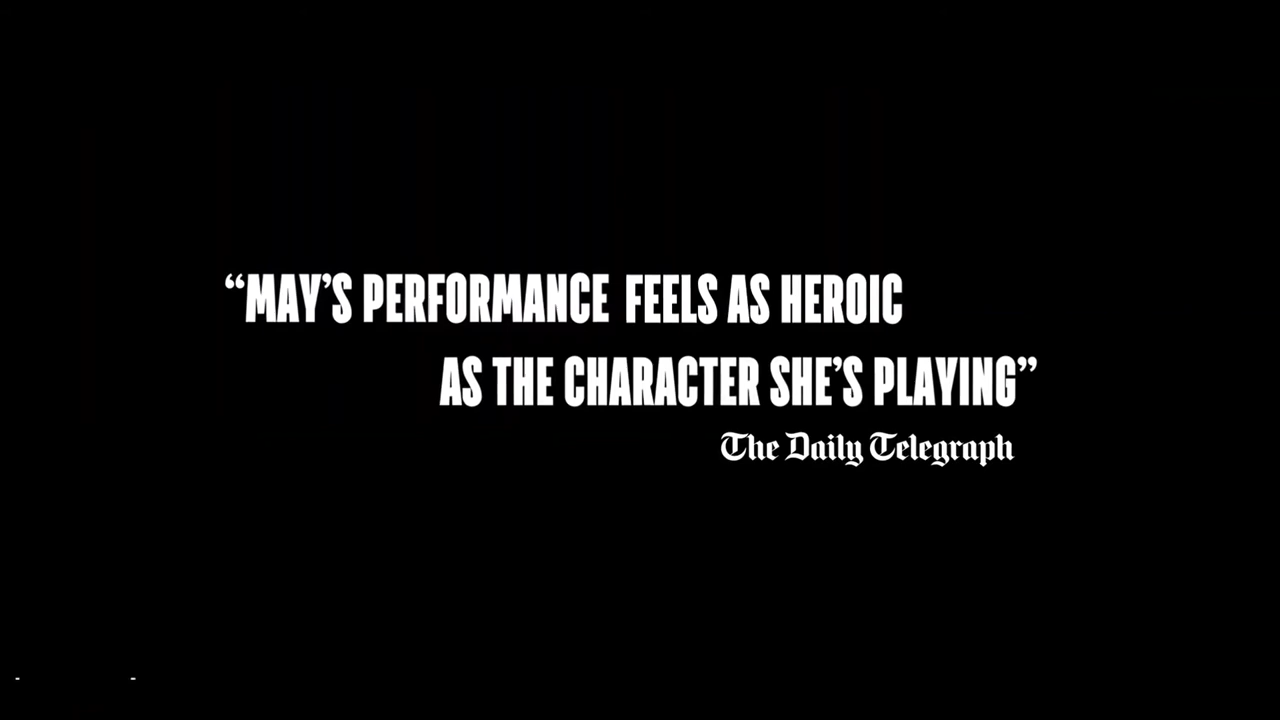 “MAY’S PERFORMANCE FEELS AS HEROIC
AS THE CHARACTER SHE’S PLAYING”
The Daily Telegraph